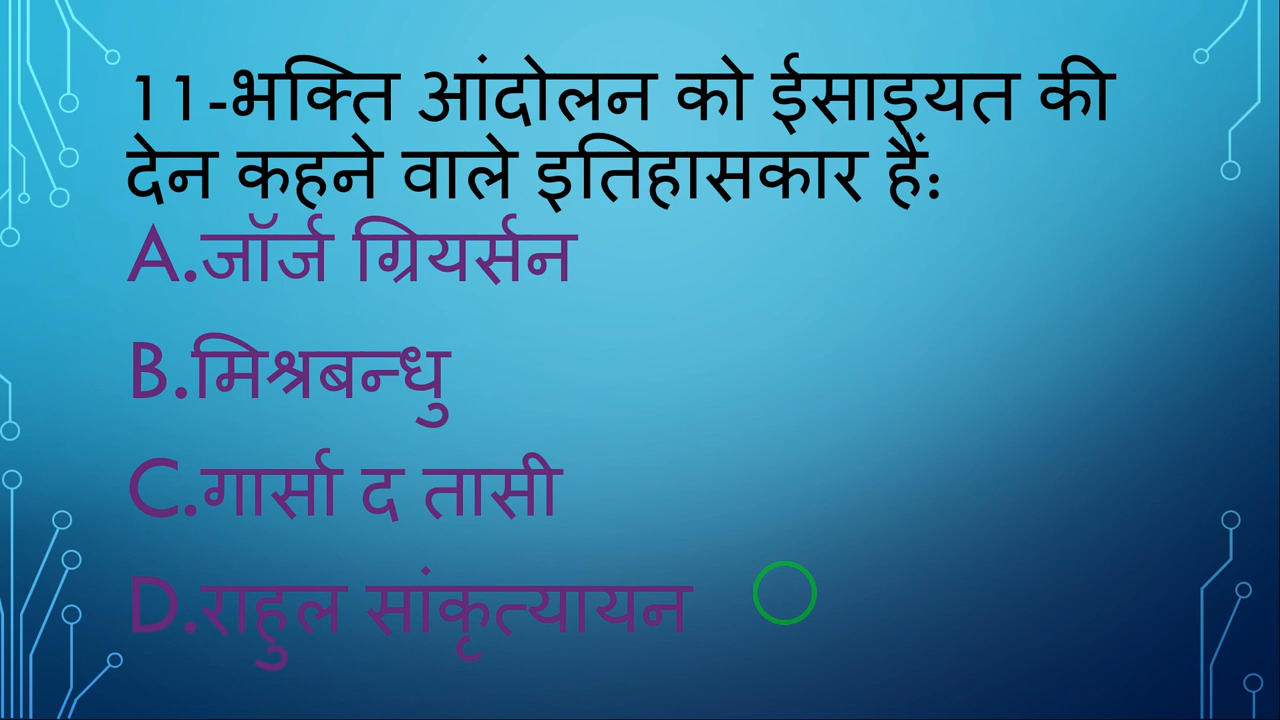 11-भक्ति आंदोलन को ईसाइयत की
देन कहने वाले इतिहासकार हैं:
A.जॉर्ज ग्रियर्सन
B.मिश्रबन्धु
C.गार्सा द तासी
D.राहुल सांकृत्यायन